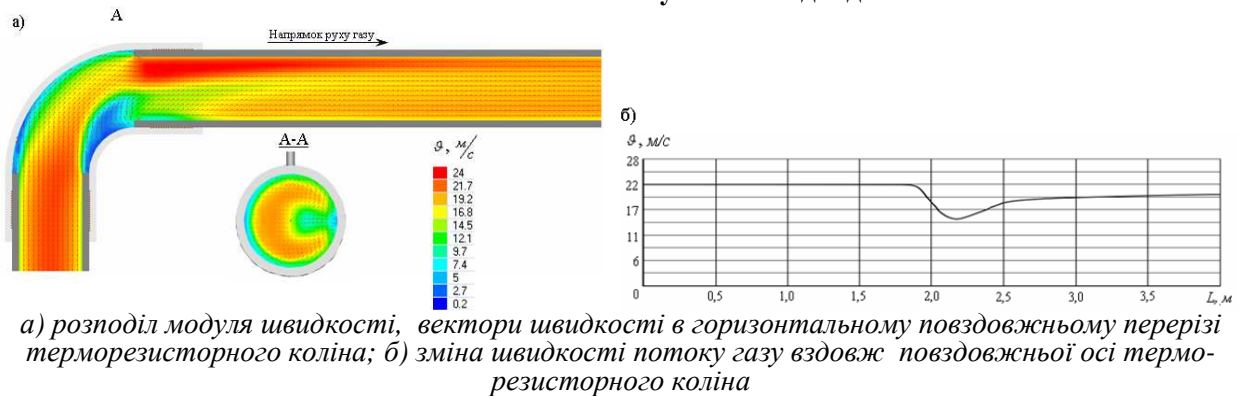 а)
А
Напрямок руху газу
А-А
𝜗, м/с
24
21.7
19.2
16.8
14.5
12.1
9.7
7.4
5
2.7
0.2
б)
𝜗, м/с
28
22
17
11
6
0
0,5
1,0
1,5
2,0
2,5
3,0
3,5
L, м
а) розподіл модуля швидкості, вектори швидкості в горизонтальному повздовжньому перерізі
терморезисторного коліна; б) зміна швидкості потоку газу вздовж повздовжньої осі термо-
резисторного коліна